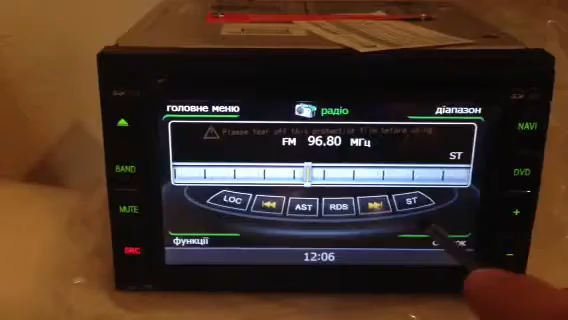 головне меню
радіо
діапазон
Please tear off this protection film before using
FM 96.80 МГц
ST
LOC
AST
RDS
ST
функції
12:06
BAND
MUTE
SRC
NAVI
DVD
+
-